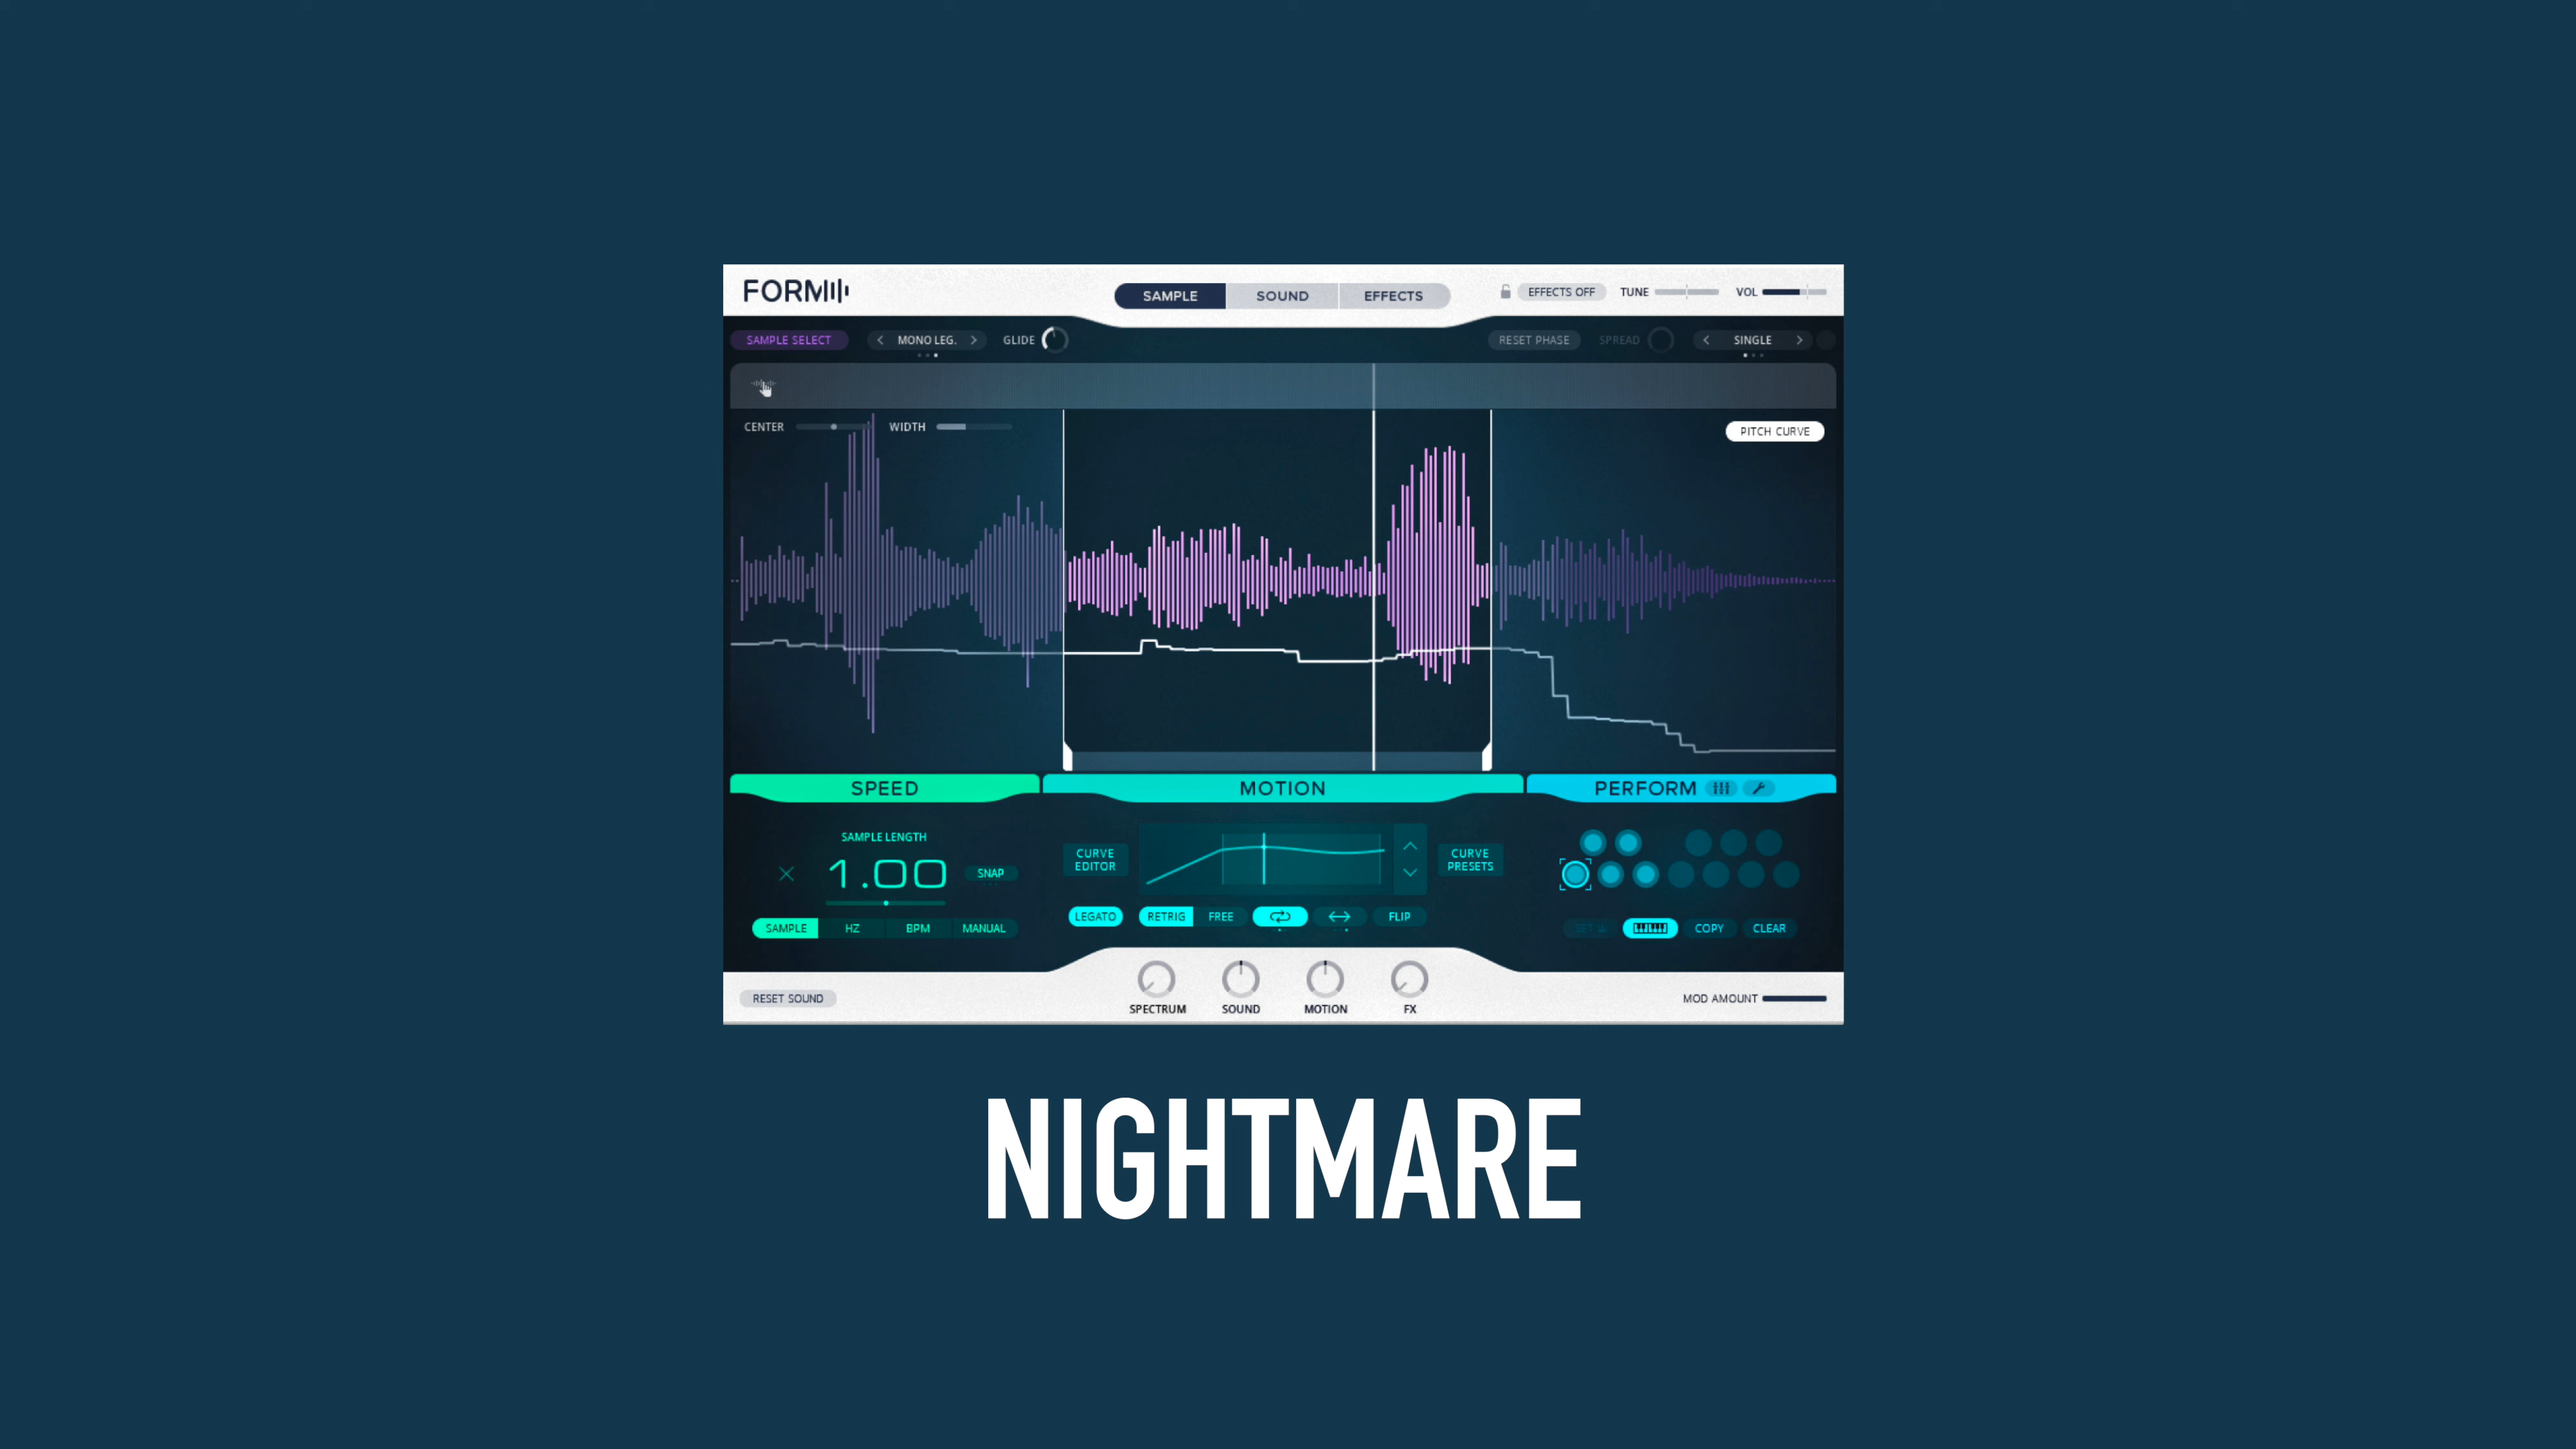 FORM
SAMPLE SOUND EFFECTS
EFFECTS OFF TUNE VOL
SAMPLE SELECT MONO LEG. GLIDE RESET PHASE SPREAD SINGLE
CENTER WIDTH PITCH CURVE
SPEED MOTION PERFORM
SAMPLE LENGTH
1.00 SNAP
CURVE EDITOR
CURVE PRESETS
LEGATO RETRIG FREE FLIP
SAMPLE HZ BPM MANUAL
SET COPY CLEAR
RESET SOUND
SPECTRUM SOUND MOTION FX
MOD AMOUNT
NIGHTMARE